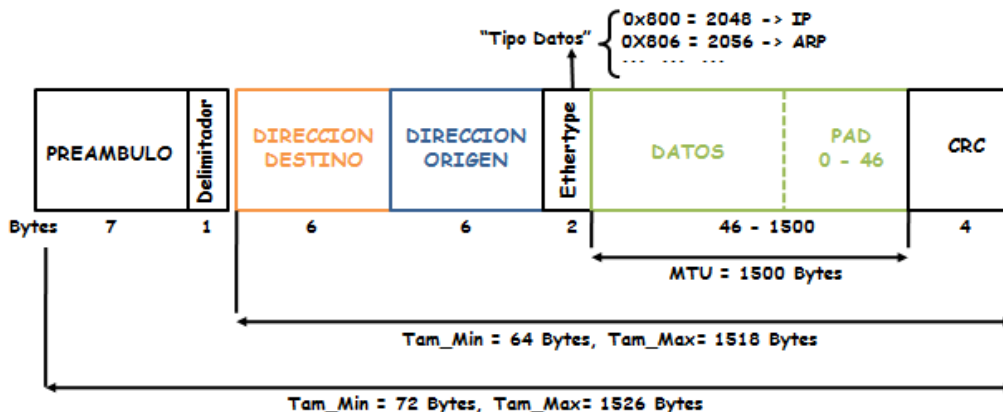 0x800 = 2048 -> IP
"Tipo Datos"
0X806 = 2056 -> ARP
--- --- ---
PREAMBULO
Delimitador
DIRECCION
DESTINO
DIRECCION
ORIGEN
Ethertype
DATOS
PAD
0 - 46
CRC
Bytes 7 1 6 6 2 46 - 1500 4
MTU = 1500 Bytes
Tam_Min = 64 Bytes, Tam_Max= 1518 Bytes
Tam_Min = 72 Bytes, Tam_Max= 1526 Bytes